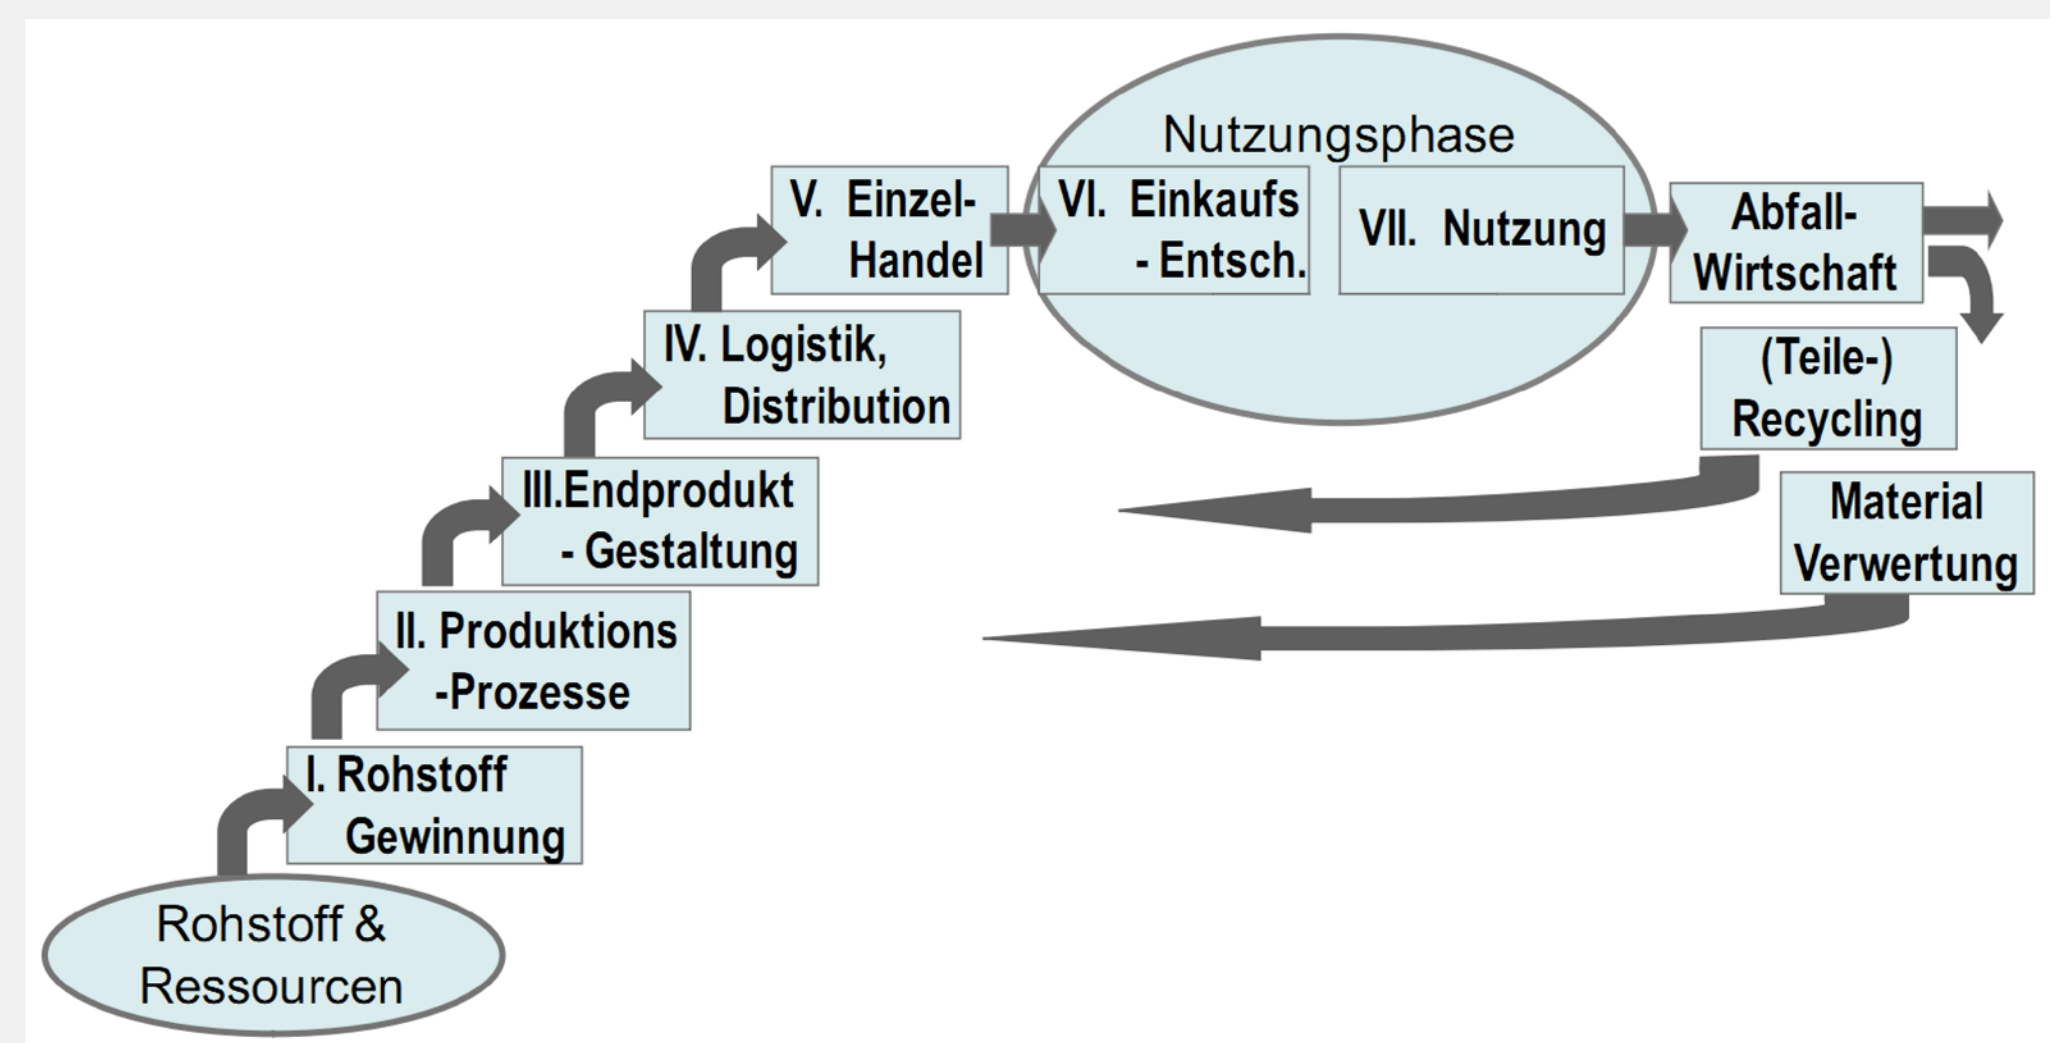 Nutzungsphase
V. Einzel-
Handel
VI. Einkaufs
- Entsch.
VII. Nutzung
Abfall-
Wirtschaft
IV. Logistik,
Distribution
(Teile-)
Recycling
III.Endprodukt
- Gestaltung
Material
Verwertung
II. Produktions
-Prozesse
I. Rohstoff
Gewinnung
Rohstoff &
Ressourcen